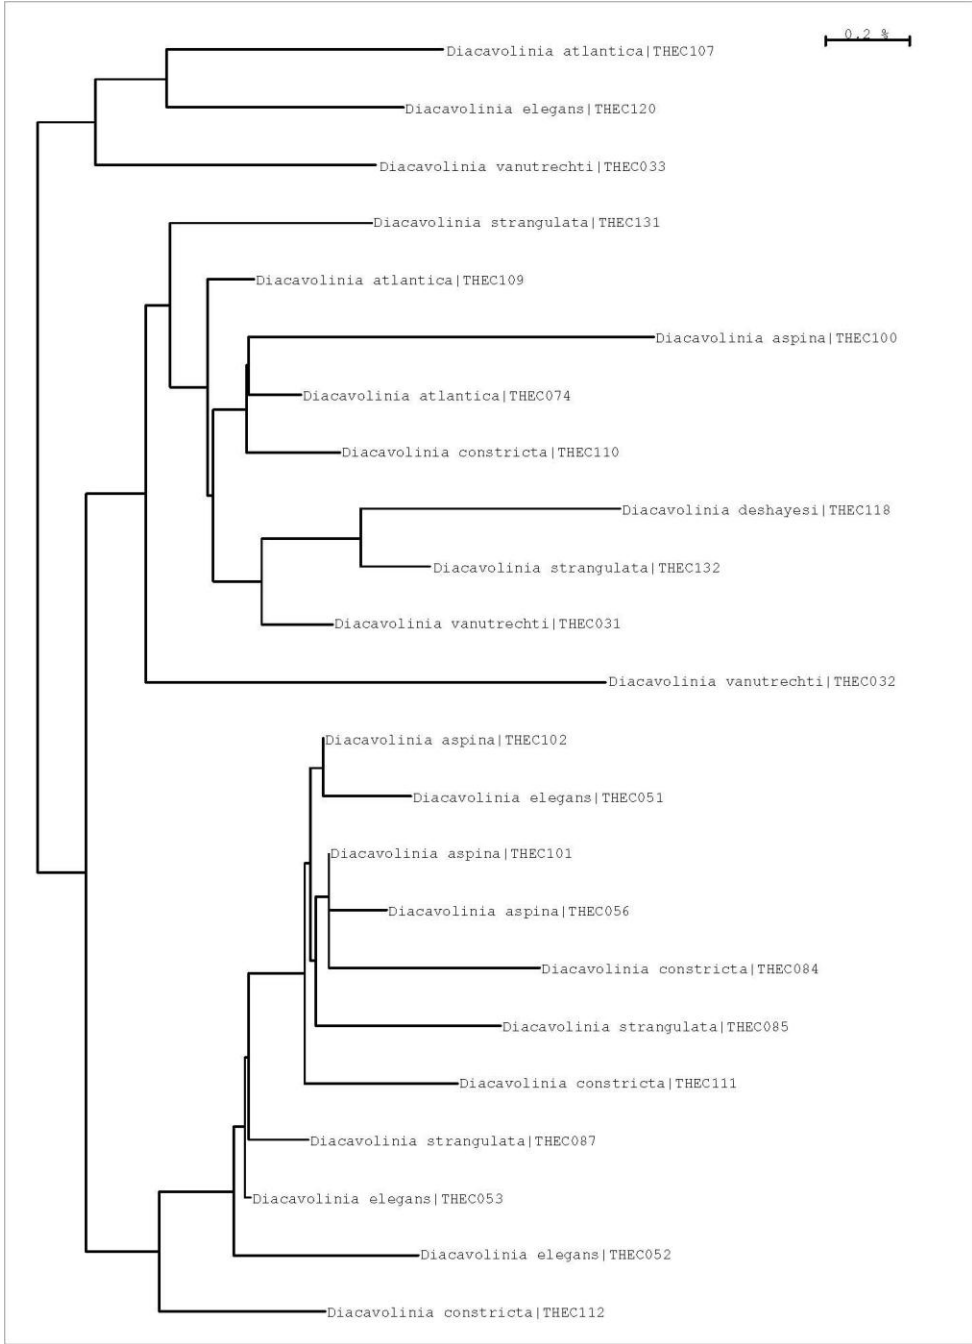 0.2 %
Diacavolinia atlantica|THEC107
Diacavolinia elegans|THEC120
Diacavolinia vanutrechti|THEC033
Diacavolinia strangulata|THEC131
Diacavolinia atlantica|THEC109
Diacavolinia aspina|THEC100
Diacavolinia atlantica|THEC074
Diacavolinia constricta|THEC110
Diacavolinia deshayesi|THEC118
Diacavolinia strangulata|THEC132
Diacavolinia vanutrechti|THEC031
Diacavolinia vanutrechti|THEC032
Diacavolinia aspina|THEC102
Diacavolinia elegans|THEC051
Diacavolinia aspina|THEC101
Diacavolinia aspina|THEC056
Diacavolinia constricta|THEC084
Diacavolinia strangulata|THEC085
Diacavolinia constricta|THEC111
Diacavolinia strangulata|THEC087
Diacavolinia elegans|THEC053
Diacavolinia elegans|THEC052
Diacavolinia constricta|THEC112